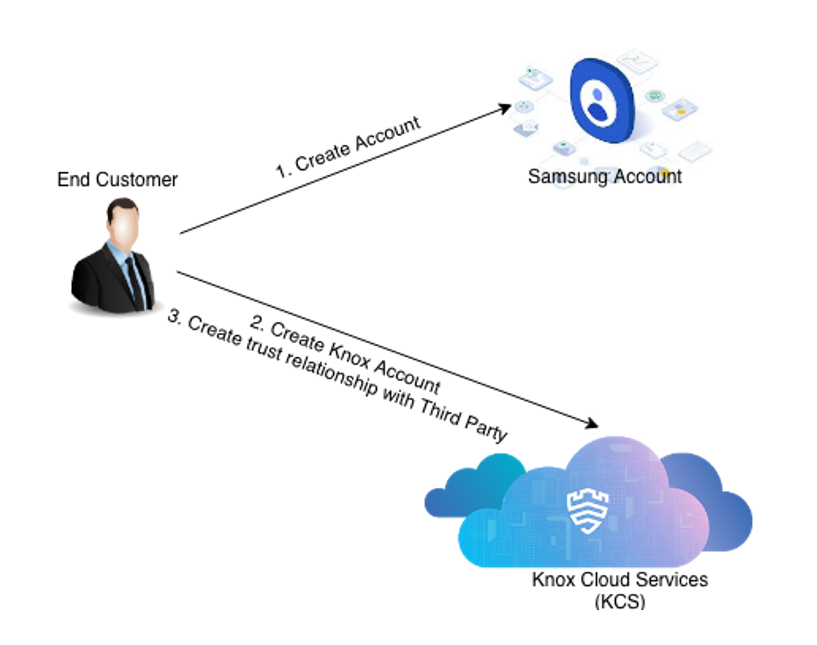 1. Create Account
End Customer
Samsung Account
2. Create Knox Account
3. Create trust relationship with Third Party
Knox Cloud Services
(KCS)